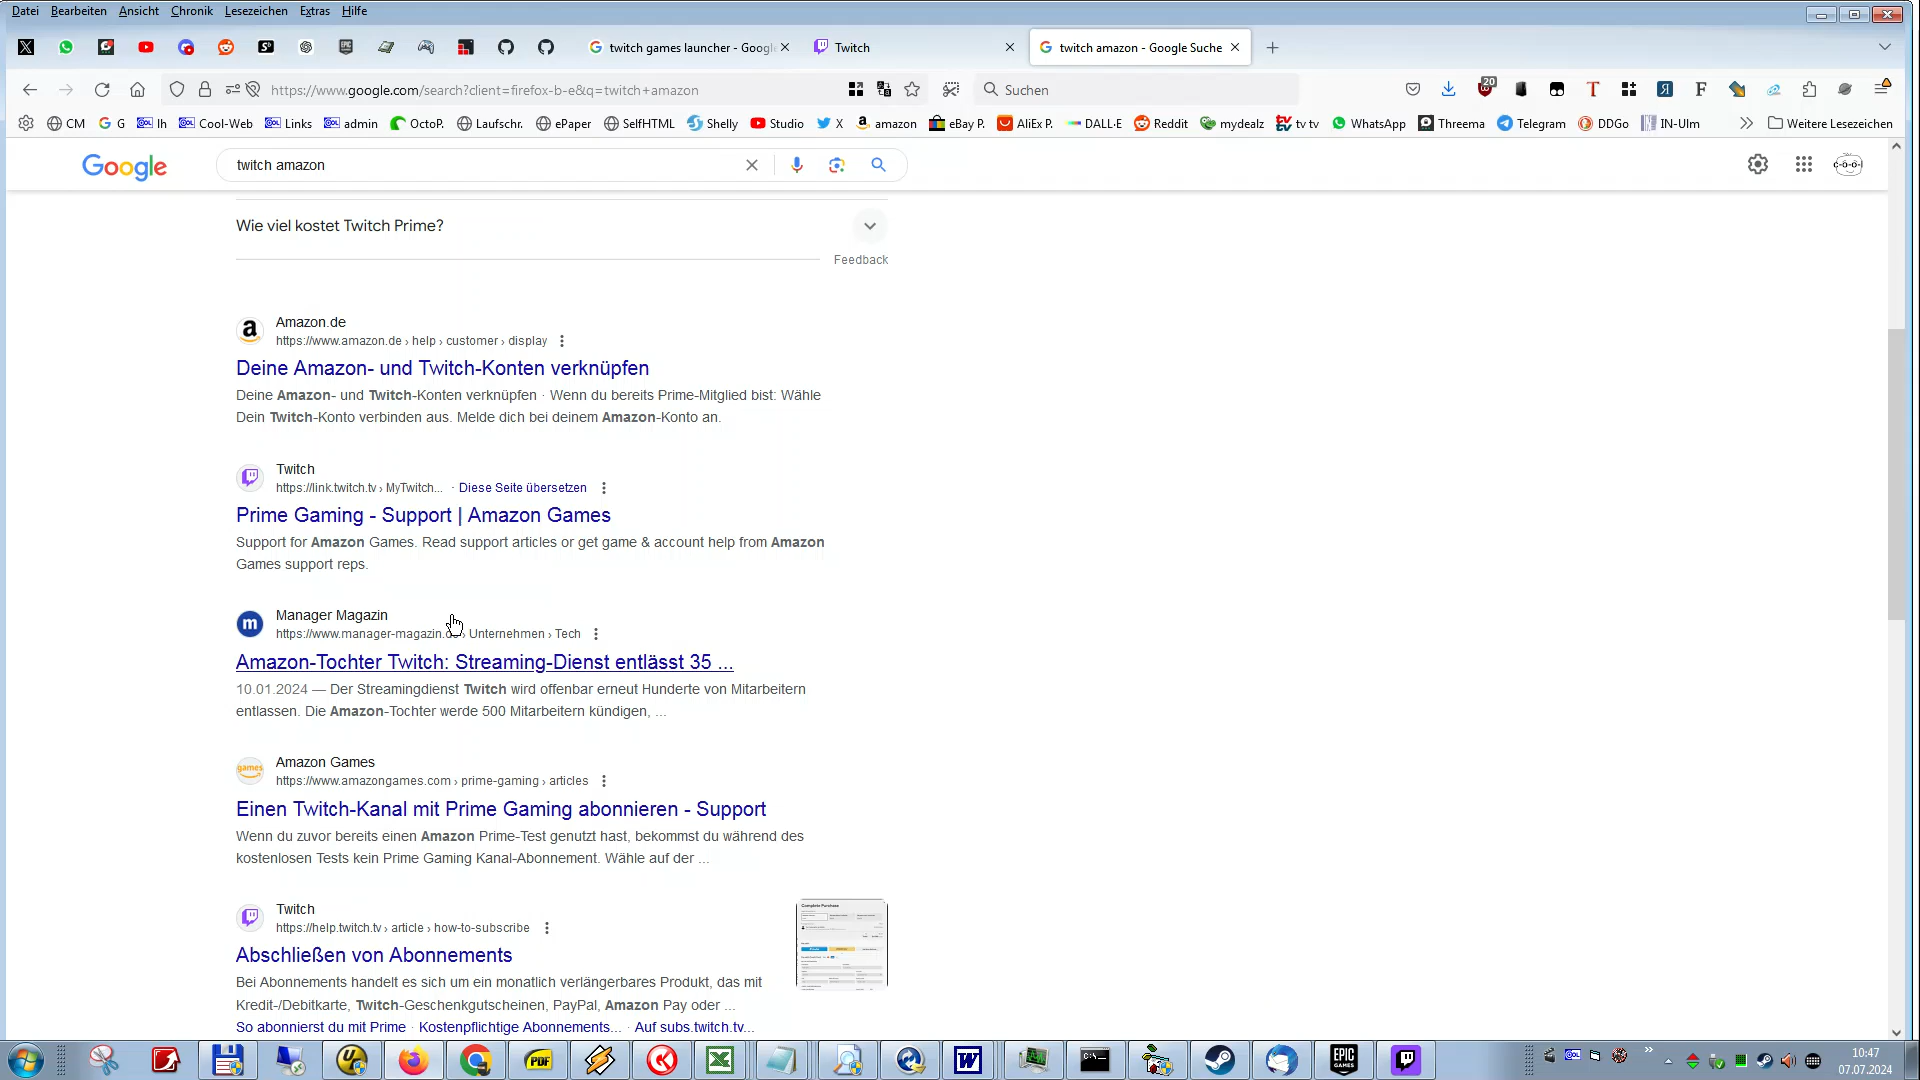 Datei Bearbeiten Ansicht Chronik Lesezeichen Extras Hilfe
twitch games launcher - Google
Twitch
twitch amazon - Google Suche
https://www.google.com/search?client=firefox-b-e&q=twitch+amazon
Suchen
20
CM G lh Cool-Web Links admin OctoP. Laufschr. ePaper SelfHTML Shelly Studio X amazon eBay P. AliEx P. DALL·E Reddit mydealz tv tv WhatsApp Threema Telegram DDGo IN-Ulm Weitere Lesezeichen
Google
twitch amazon
Wie viel kostet Twitch Prime?
Feedback
Amazon.de
https://www.amazon.de › help › customer › display
Deine Amazon- und Twitch-Konten verknüpfen
Deine Amazon- und Twitch-Konten verknüpfen · Wenn du bereits Prime-Mitglied bist: Wähle
Dein Twitch-Konto verbinden aus. Melde dich bei deinem Amazon-Konto an.
Twitch
https://link.twitch.tv › MyTwitch... · Diese Seite übersetzen
Prime Gaming - Support | Amazon Games
Support for Amazon Games. Read support articles or get game & account help from Amazon
Games support reps.
Manager Magazin
https://www.manager-magazin.d › Unternehmen › Tech
Amazon-Tochter Twitch: Streaming-Dienst entlässt 35 ...
10.01.2024 — Der Streamingdienst Twitch wird offenbar erneut Hunderte von Mitarbeitern
entlassen. Die Amazon-Tochter werde 500 Mitarbeitern kündigen, ...
games
Amazon Games
https://www.amazongames.com › prime-gaming › articles
Einen Twitch-Kanal mit Prime Gaming abonnieren - Support
Wenn du zuvor bereits einen Amazon Prime-Test genutzt hast, bekommst du während des
kostenlosen Tests kein Prime Gaming Kanal-Abonnement. Wähle auf der ...
Twitch
https://help.twitch.tv › article › how-to-subscribe
Abschließen von Abonnements
Complete Purchase
Bei Abonnements handelt es sich um ein monatlich verlängerbares Produkt, das mit
Kredit-/Debitkarte, Twitch-Geschenkgutscheinen, PayPal, Amazon Pay oder ...
So abonnierst du mit Prime · Kostenpflichtige Abonnements... · Auf subs.twitch.tv...
PDF
EPIC GAMES
10:47
07.07.2024